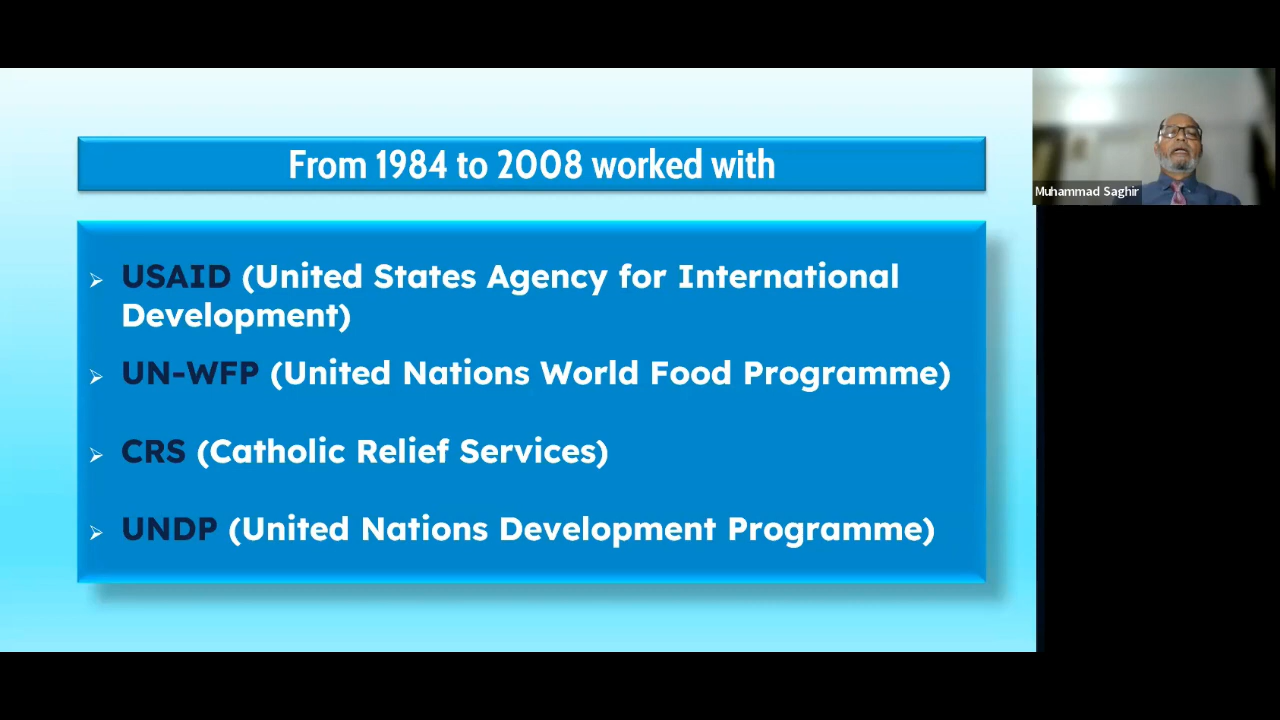 From 1984 to 2008 worked with
USAID (United States Agency for International
Development)
UN-WFP (United Nations World Food Programme)
CRS (Catholic Relief Services)
UNDP (United Nations Development Programme)
Muhammad Saghir